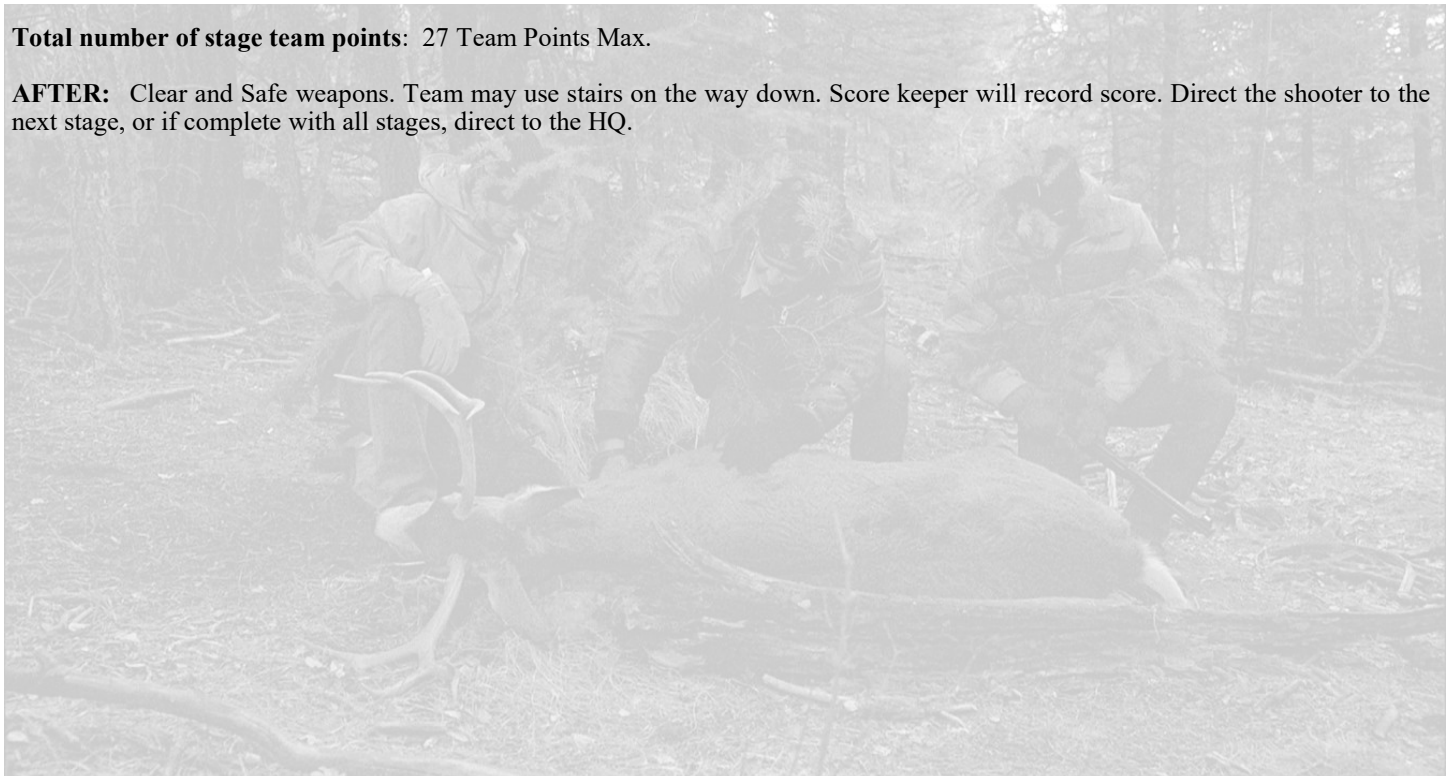 Total number of stage team points:  27 Team Points Max.
AFTER:   Clear and Safe weapons. Team may use stairs on the way down. Score keeper will record score. Direct the shooter to the
next stage, or if complete with all stages, direct to the HQ.